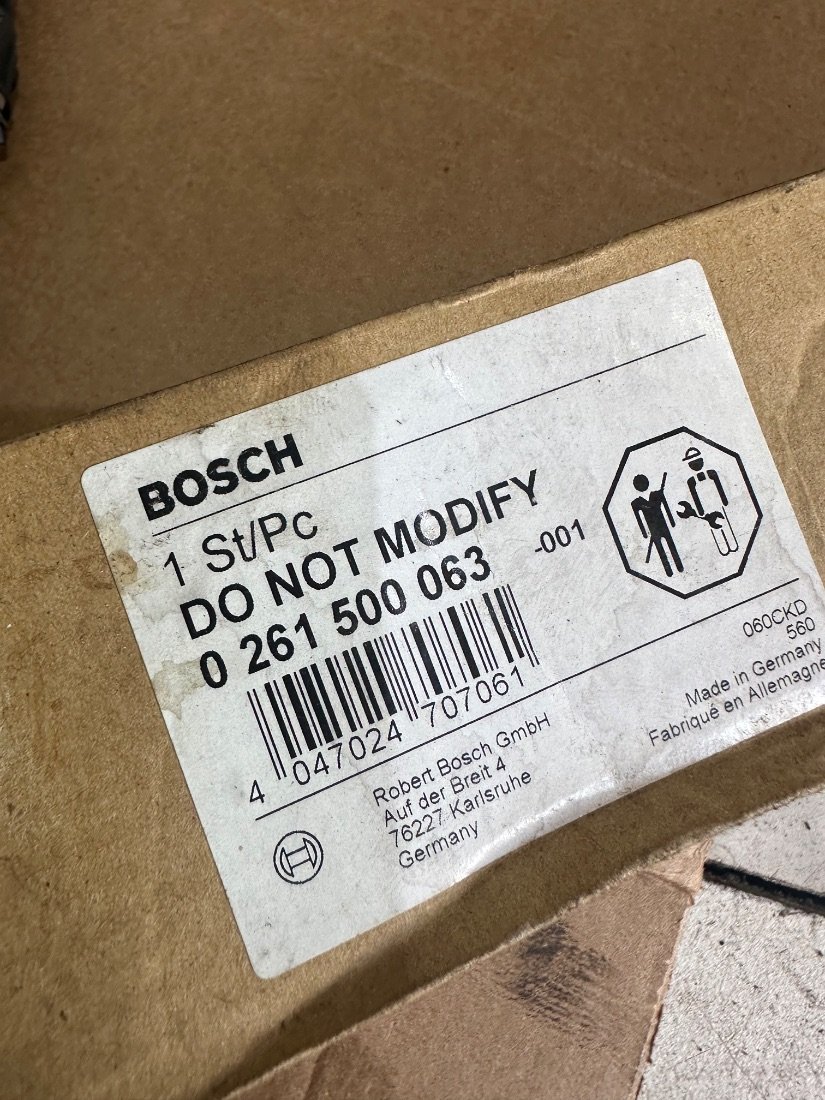 BOSCH
1 St/Pc
DO NOT MODIFY
0 261 500 063 -001
4 047024 707061
060CKD
560
Made in Germany
Fabriqué en Allemagne
Robert Bosch GmbH
Auf der Breit 4
76227 Karlsruhe
Germany